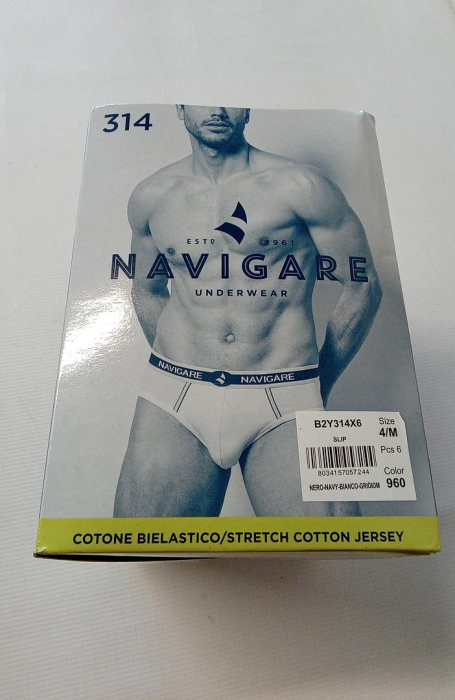 314
ESTD 1961
NAVIGARE
UNDERWEAR
NAVIGARE NAVIGARE
B2Y314X6
SLIP
Size
4/M
Pcs 6
8034157057244
Color
NERO-NAVY-BIANCO-GRIGIOM 960
COTONE BIELASTICO/STRETCH COTTON JERSEY